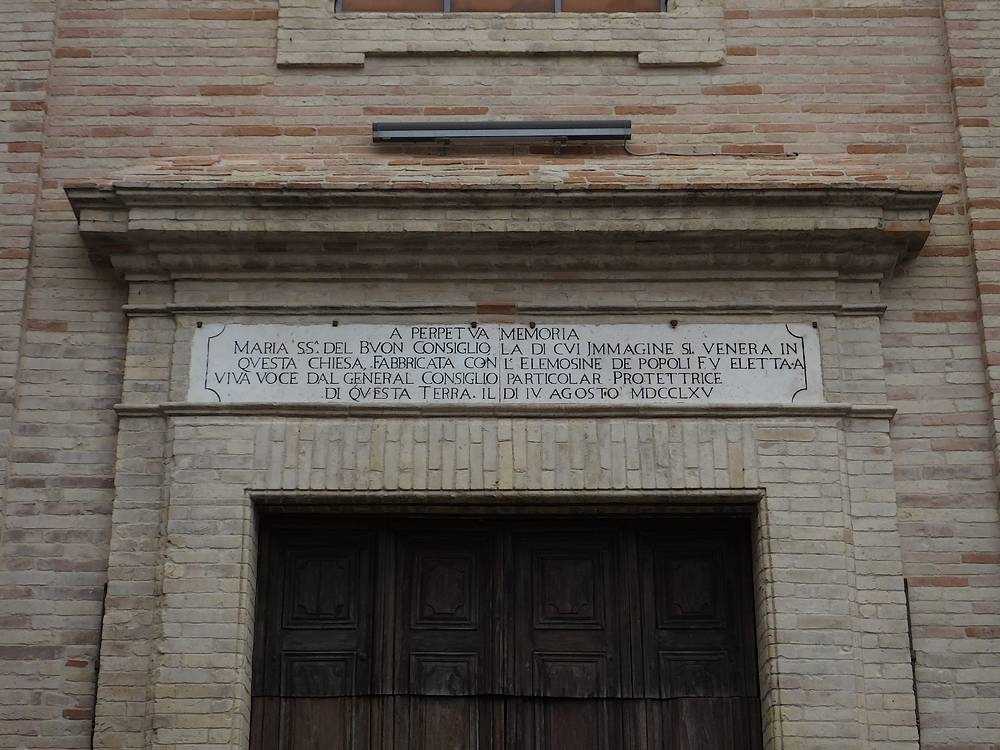 A PERPETVA MEMORIA
MARIA SS.A DEL BVON CONSIGLIO, LA DI CVI JMMAGINE SI VENERA IN
QVESTA CHIESA, FABBRICATA CON L' ELEMOSINE DE POPOLI FV ELETTA A
VIVA VOCE DAL GENERAL CONSIGLIO PARTICOLAR PROTETTRICE
DI QVESTA TERRA. IL DI IV AGOSTO MDCCLXV